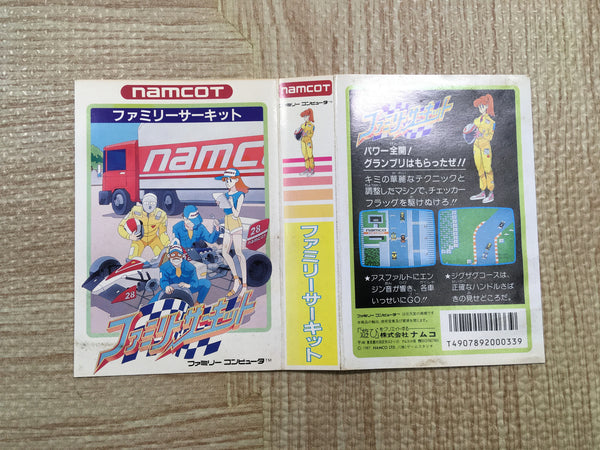 namcoT
ファミリーサーキット
namco
28
NAMCO
28
ファミリーサーキット
ファミリー コンピュータ™
namcoT
ファミリー コンピュータ™
ファミリーサーキット
ファミリーサーキット
パワー全開！
グランプリはもらったぜ!!
キミの華麗なテクニックと
調整したマシンで、チェッカー
フラッグを駆けぬけろ!!
★アスファルトにエン
ジン音が響き、各車
いっせいにGO!!
★ジグザグコースは、
正確なハンドルさば
きの見せどころだ。
株式会社ナムコ
T4907892000339